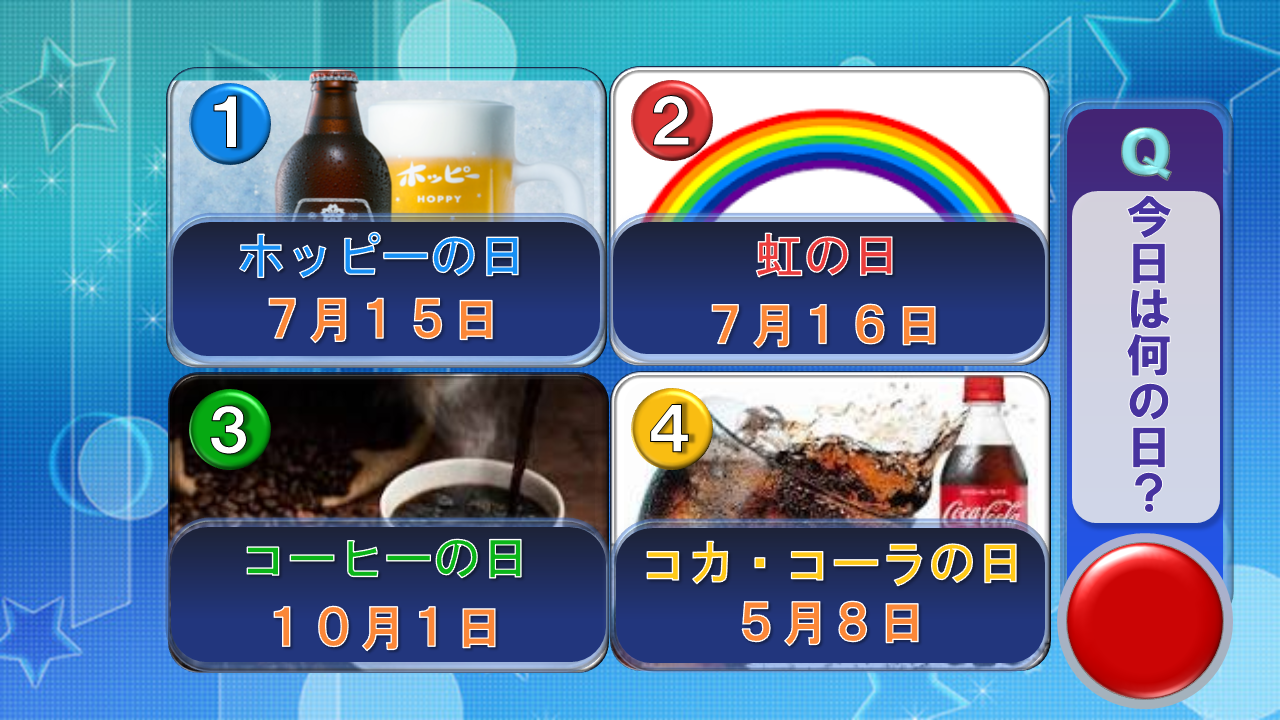 1
ホッピー
HOPPY
ホッピーの日
７月１５日
2
虹の日
７月１６日
3
コーヒーの日
１０月１日
4
Coca-Cola
コカ・コーラの日
５月８日
Q
今日は何の日？